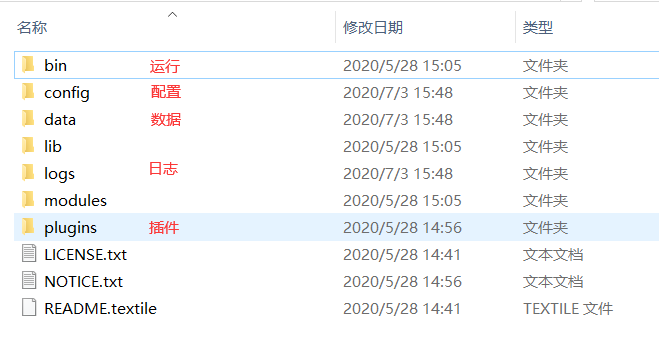 名称 修改日期 类型
bin 运行 2020/5/28 15:05 文件夹
config 配置 2020/7/3 15:48 文件夹
data 数据 2020/7/3 15:48 文件夹
lib 2020/5/28 15:05 文件夹
logs 日志 2020/7/3 15:48 文件夹
modules 2020/5/28 15:05 文件夹
plugins 插件 2020/5/28 14:56 文件夹
LICENSE.txt 2020/5/28 14:41 文本文档
NOTICE.txt 2020/5/28 14:56 文本文档
README.textile 2020/5/28 14:41 TEXTILE 文件